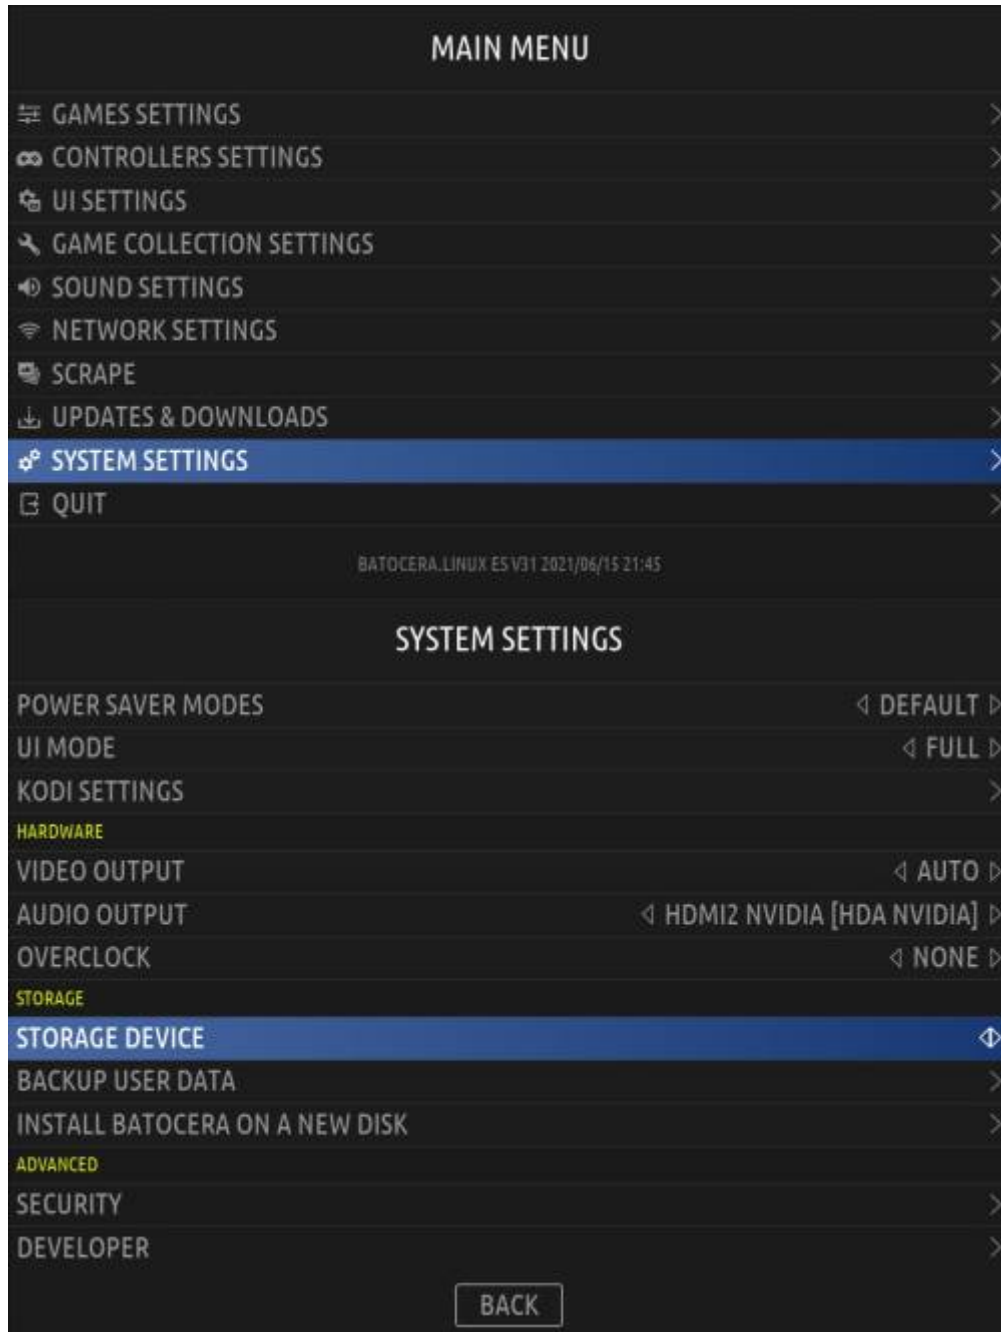 MAIN MENU
GAMES SETTINGS
CONTROLLERS SETTINGS
UI SETTINGS
GAME COLLECTION SETTINGS
SOUND SETTINGS
NETWORK SETTINGS
SCRAPE
UPDATES & DOWNLOADS
SYSTEM SETTINGS
QUIT
BATOCERA.LINUX ES V31 2021/06/15 21:45
SYSTEM SETTINGS
POWER SAVER MODES DEFAULT
UI MODE FULL
KODI SETTINGS
HARDWARE
VIDEO OUTPUT AUTO
AUDIO OUTPUT HDMI2 NVIDIA [HDA NVIDIA]
OVERCLOCK NONE
STORAGE
STORAGE DEVICE
BACKUP USER DATA
INSTALL BATOCERA ON A NEW DISK
ADVANCED
SECURITY
DEVELOPER
BACK